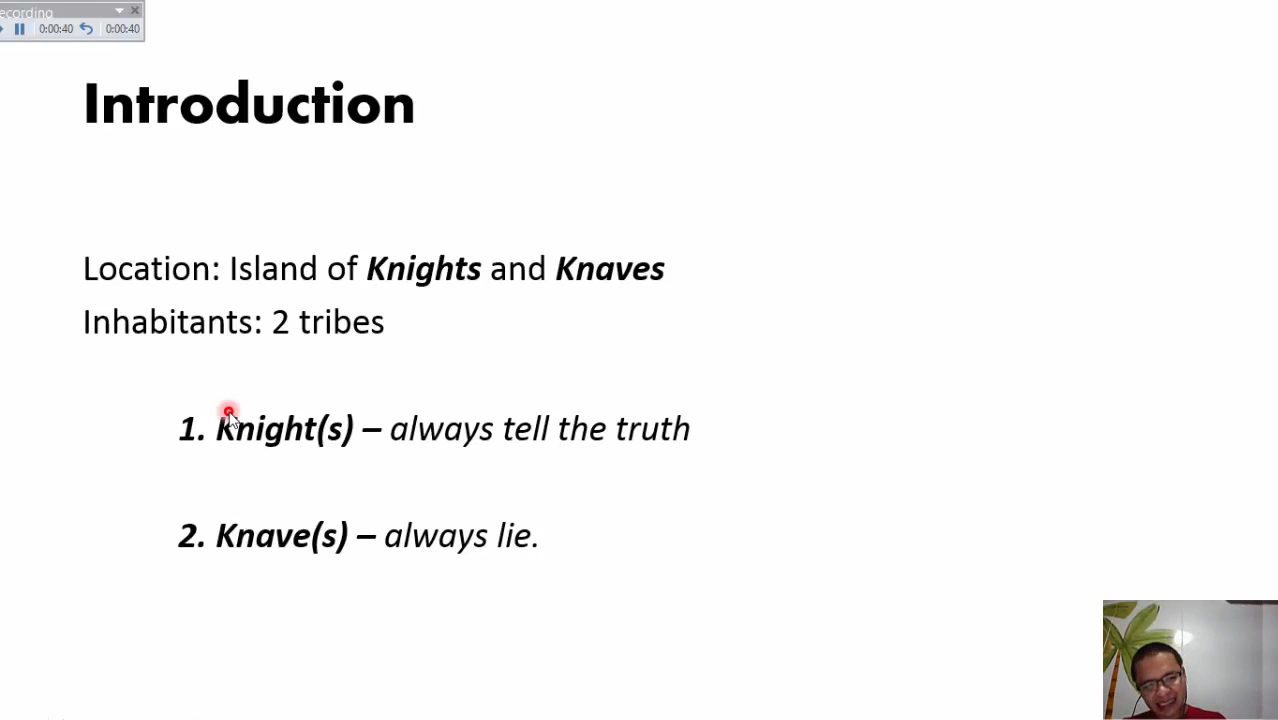 ecording
0:00:40 0:00:40
Introduction
Location: Island of Knights and Knaves
Inhabitants: 2 tribes
1. Knight(s) – always tell the truth
2. Knave(s) – always lie.